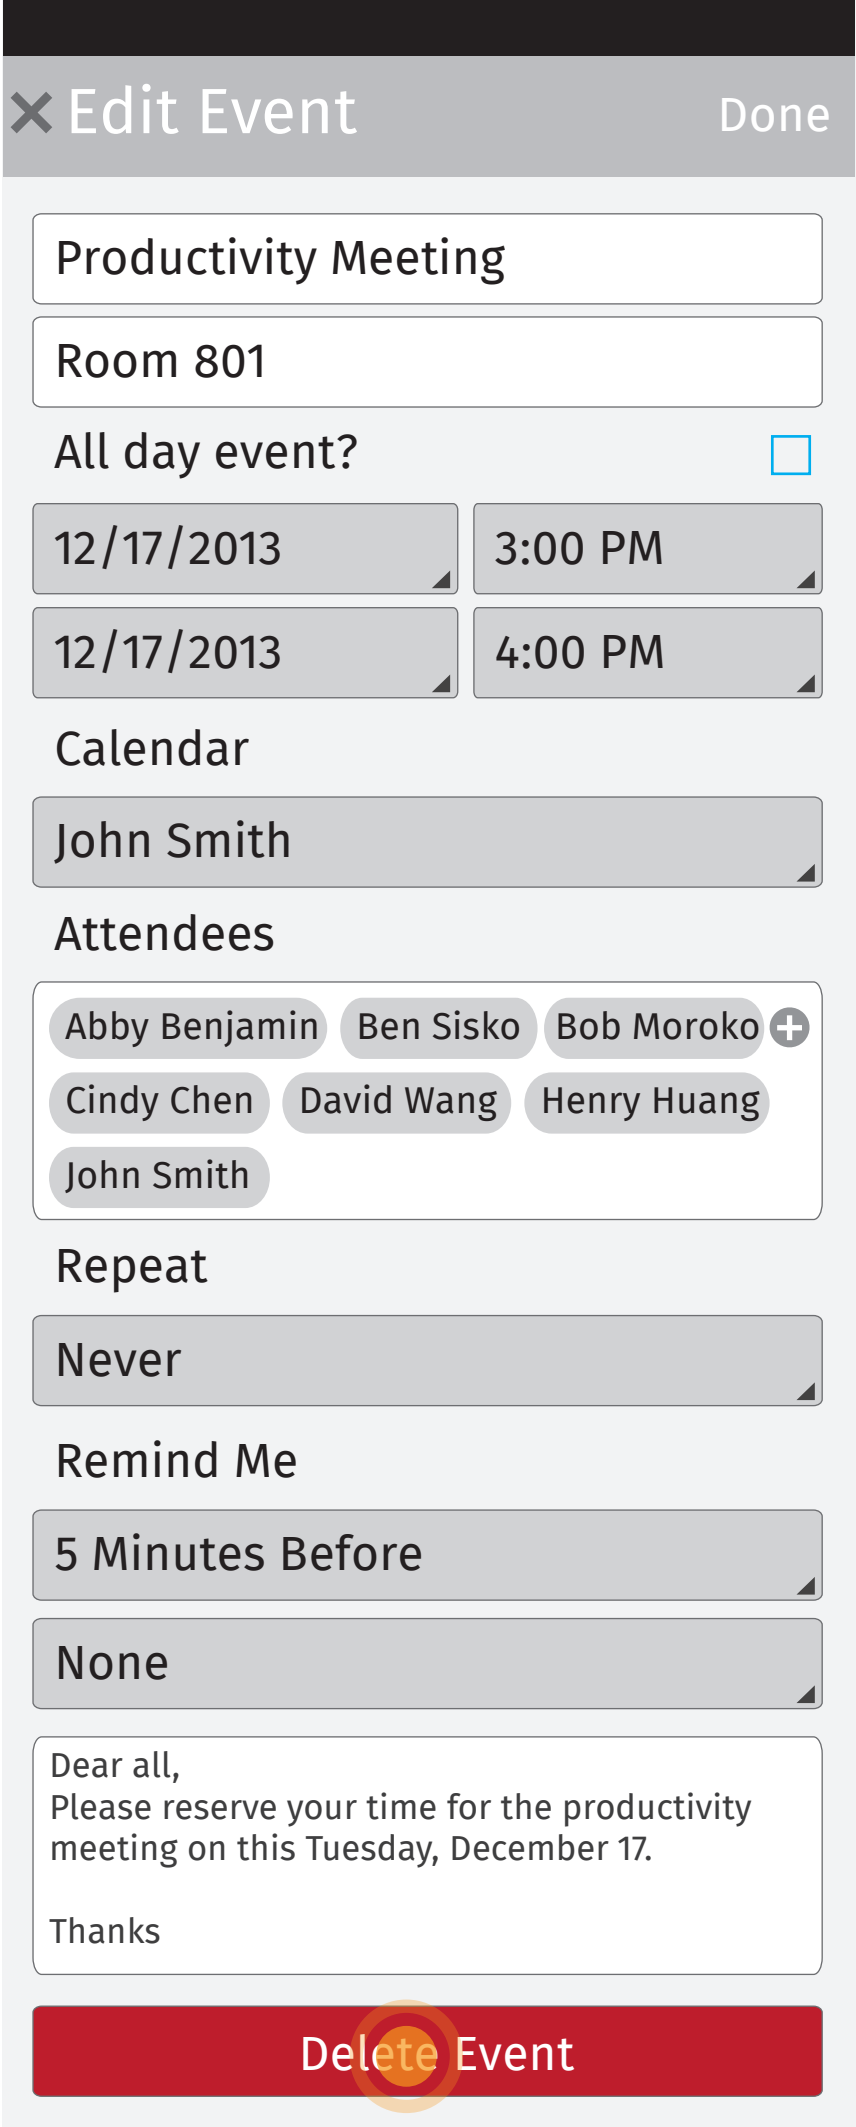 Edit Event Done
Productivity Meeting
Room 801
All day event?
12/17/2013 3:00 PM
12/17/2013 4:00 PM
Calendar
John Smith
Attendees
Abby Benjamin Ben Sisko Bob Moroko
Cindy Chen David Wang Henry Huang
John Smith
Repeat
Never
Remind Me
5 Minutes Before
None
Dear all,
Please reserve your time for the productivity
meeting on this Tuesday, December 17.
Thanks
Delete Event